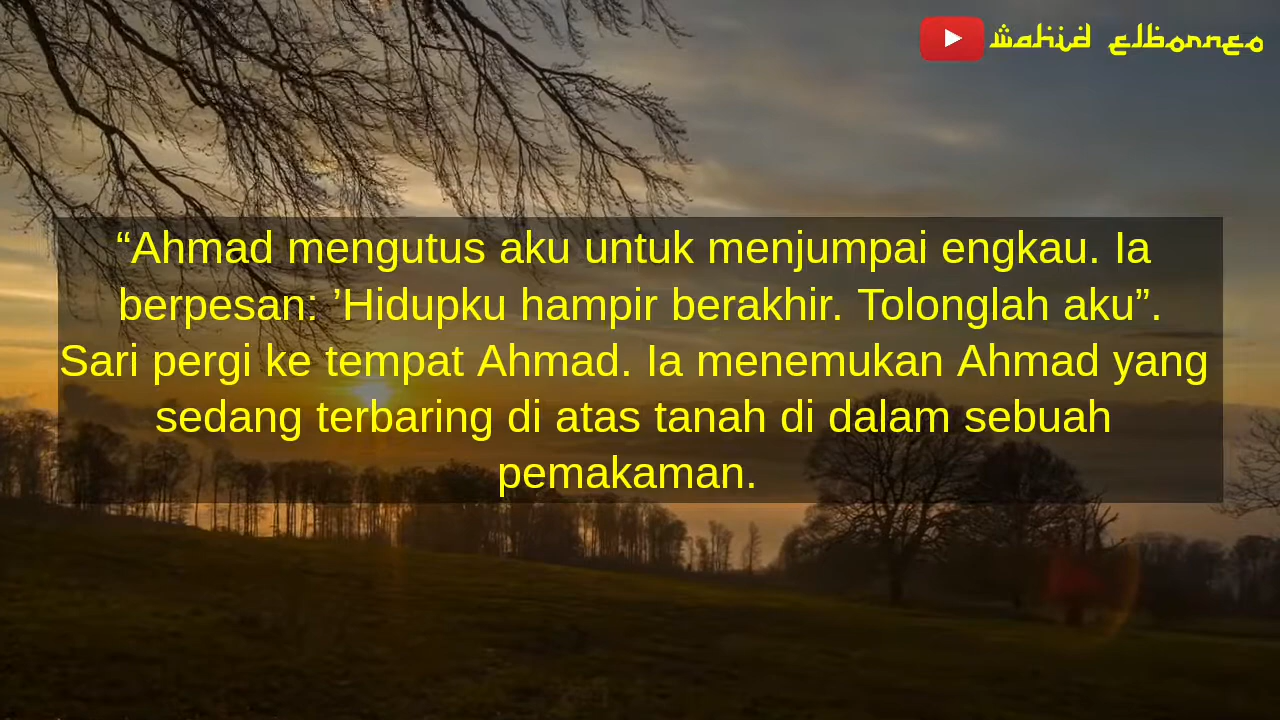 Wahid elborneo
“Ahmad mengutus aku untuk menjumpai engkau. Ia
berpesan: ’Hidupku hampir berakhir. Tolonglah aku”.
Sari pergi ke tempat Ahmad. Ia menemukan Ahmad yang
sedang terbaring di atas tanah di dalam sebuah
pemakaman.